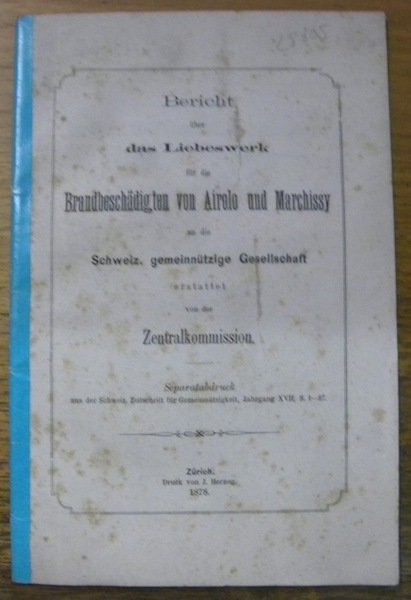 Bericht
über
das Liebeswerk
für die
Brandbeschädigten von Airolo und Marchissy
an die
Schweiz. gemeinnützige Gesellschaft
erstattet
von der
Zentralkommission.
Separatabdruck
aus der Schweiz. Zeitschrift für Gemeinnützigkeit, Jahrgang XVII, S. 1—
Zürich.
Druck von J. Herzog.
1878.